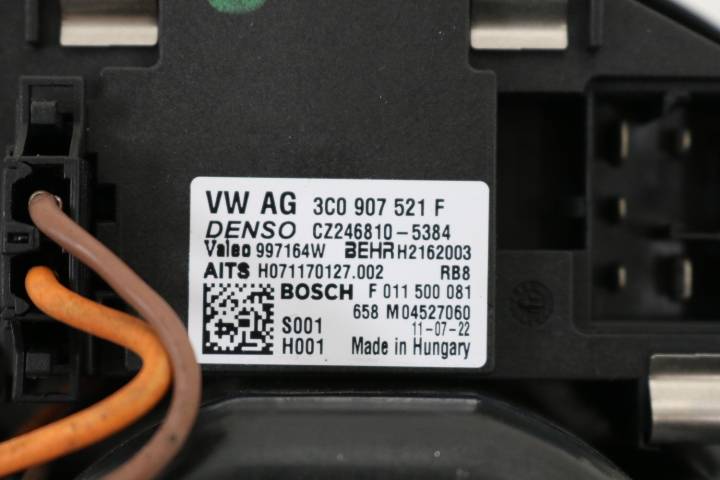 VW AG 3C0 907 521 F
DENSO CZ246810-5384
Valeo 997164W BEHR H2162003
AITS H071170127.002 RB8
BOSCH F 011 500 081
658 M04527060
S001 11-07-22
H001 Made in Hungary